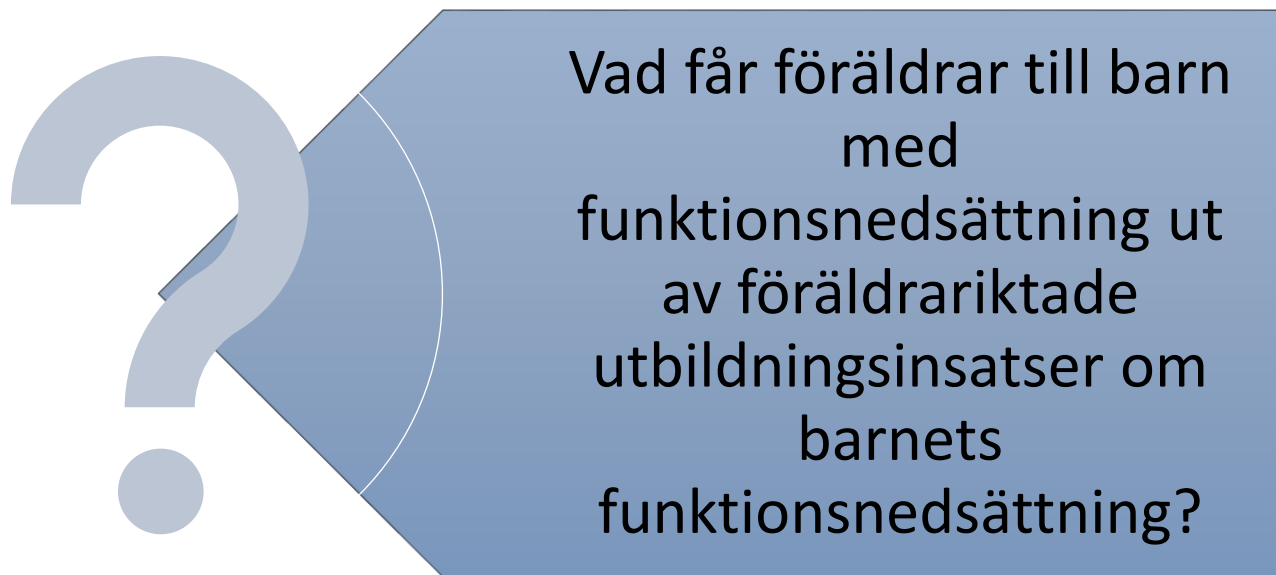 Vad får föräldrar till barn
med
funktionsnedsättning ut
av föräldrariktade
utbildningsinsatser om
barnets
funktionsnedsättning?